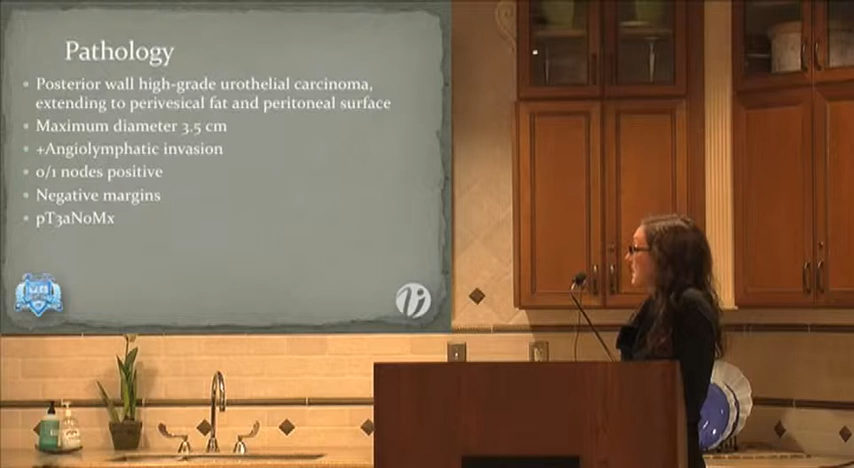 Pathology
Posterior wall high-grade urothelial carcinoma,
extending to perivesical fat and peritoneal surface
Maximum diameter 3.5 cm
+Angiolymphatic invasion
0/1 nodes positive
Negative margins
pT3aN0Mx